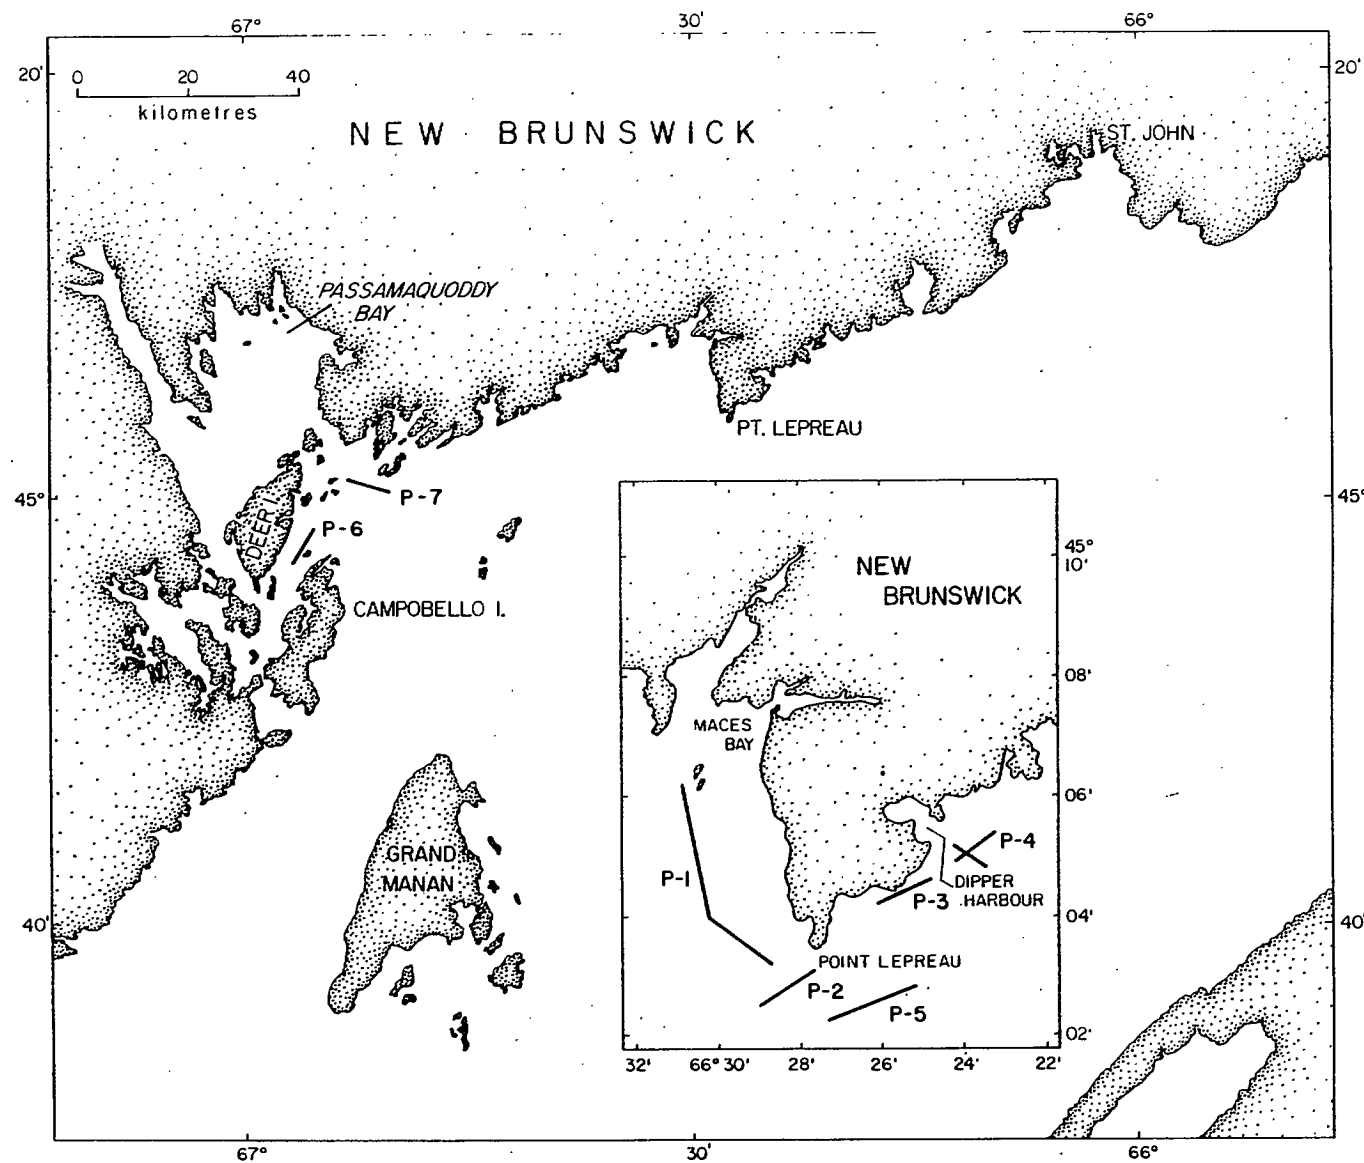 67°
30'
66°
20'
20'
0 20 40
kilometres
NEW BRUNSWICK
ST. JOHN
PASSAMAQUODDY
BAY
PT. LEPREAU
45°
45°
P-7
DEER I.
P-6
CAMPOBELLO I.
NEW
BRUNSWICK
45°
10'
08'
MACES
BAY
06'
P-4
P-1
DIPPER
HARBOUR
P-3
04'
POINT LEPREAU
P-2
P-5
02'
32' 66°30' 28' 26' 24' 22'
GRAND
MANAN
40'
40'
67°
30'
66°